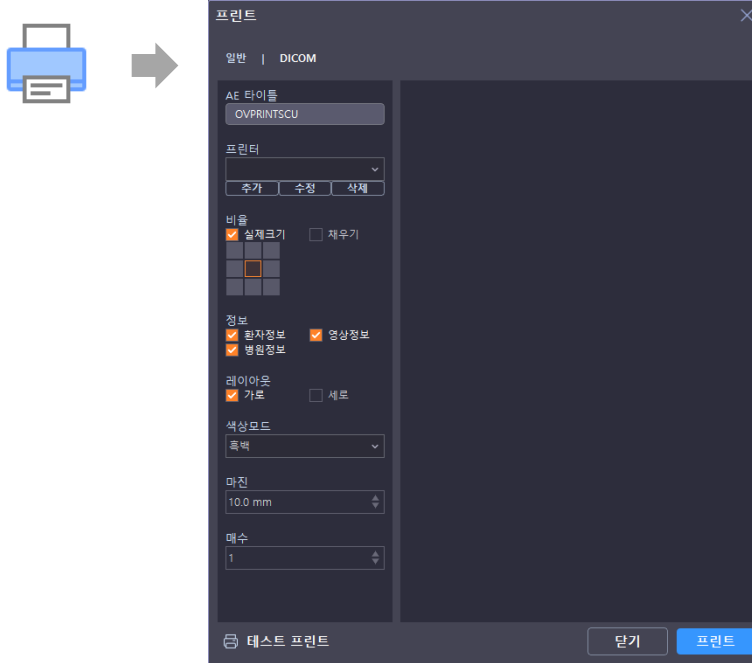 프린트
일반 | DICOM
AE 타이틀
OVPRINTSCU
프린터
추가 수정 삭제
비율
실제크기 채우기
정보
환자정보 영상정보
병원정보
레이아웃
가로 세로
색상모드
흑백
마진
10.0 mm
매수
1
테스트 프린트 닫기 프린트